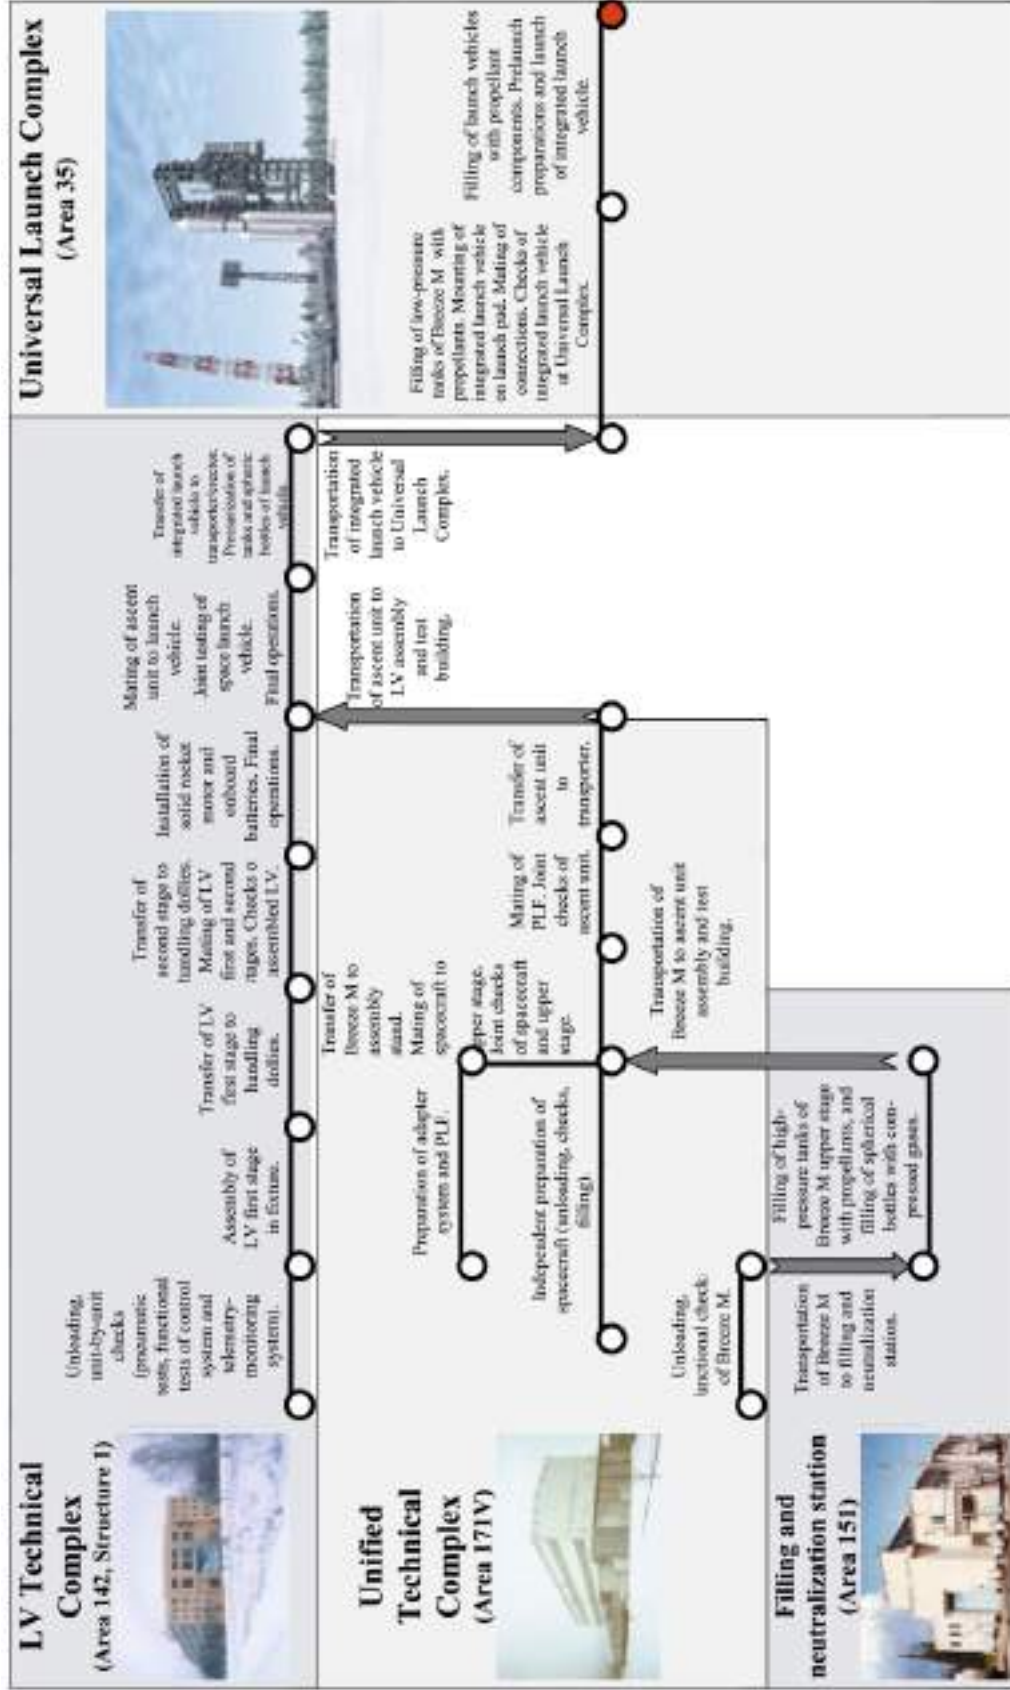 LV Technical
Complex
(Area 142, Structure 1)
Unloading,
unit-by-unit
checks
(pneumatic
tests, functional
tests of control
system and
telemetry-
monitoring
system).
Assembly of
LV first stage
in fixture.
Transfer of LV
first stage to
handling
dollies.
Transfer of
second stage to
handling dollies.
Mating of LV
first and second
tages. Checks o
assembled LV.
Installation of
solid rocket
motor and
onboard
batteries. Final
operations.
Mating of ascent
unit to launch
vehicle.
Joint testing of
space launch
vehicle.
Final operations.
Transfer of
integrated launch
vehicle to
transporter/erector.
Pressurization of
tanks and spheric
bottles of launch
vehicle.
Universal Launch Complex
(Area 35)
Filling of low-pressure
tanks of Breeze M with
propellants. Mounting of
integrated launch vehicle
on launch pad. Mating of
connections. Checks of
integrated launch vehicle
at Universal Launch
Complex.
Filling of launch vehicles
with propellant
components. Prelaunch
preparations and launch
of integrated launch
vehicle.
Unified
Technical
Complex
(Area 171V)
Preparation of adapter
system and PLF.
Independent preparation of
spacecraft (unloading, checks,
filling).
Transfer of
Breeze M to
assembly
stand.
Mating of
spacecraft to
pper stage.
Joint checks
of spacecraft
and upper
stage.
Mating of
PLF. Joint
checks of
ascent unit.
Transfer of
ascent unit
to
transporter.
Transportation
of ascent unit to
LV assembly
and test
building.
Transportation
of integrated
launch vehicle
to Universal
Launch
Complex.
Unloading,
unctional check
of Breeze M.
Transportation of
Breeze M to ascent unit
assembly and test
building.
Filling and
neutralization station
(Area 151)
Transportation
of Breeze M
to filling and
neutralization
station.
Filling of high-
pressure tanks of
Breeze M upper stage
with propellants, and
filling of spherical
bottles with com-
pressed gases.